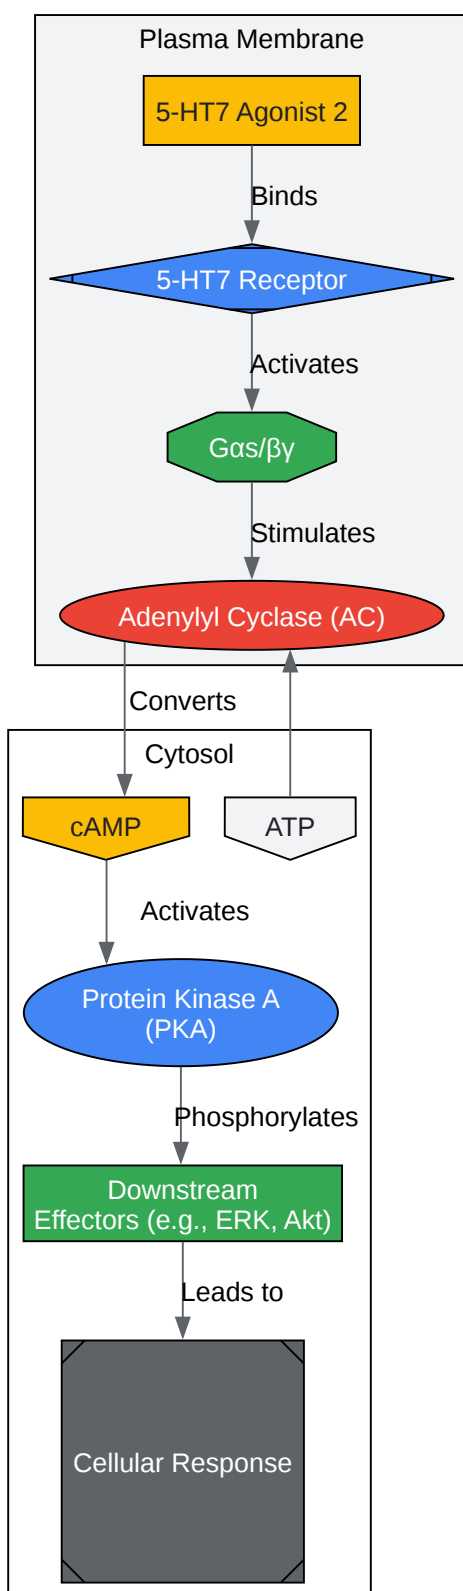 Plasma Membrane
5-HT7 Agonist 2
Binds
5-HT7 Receptor
Activates
Gαs/βγ
Stimulates
Adenylyl Cyclase (AC)
Converts
Cytosol
cAMP
ATP
Activates
Protein Kinase A
(PKA)
Phosphorylates
Downstream
Effectors (e.g., ERK, Akt)
Leads to
Cellular Response